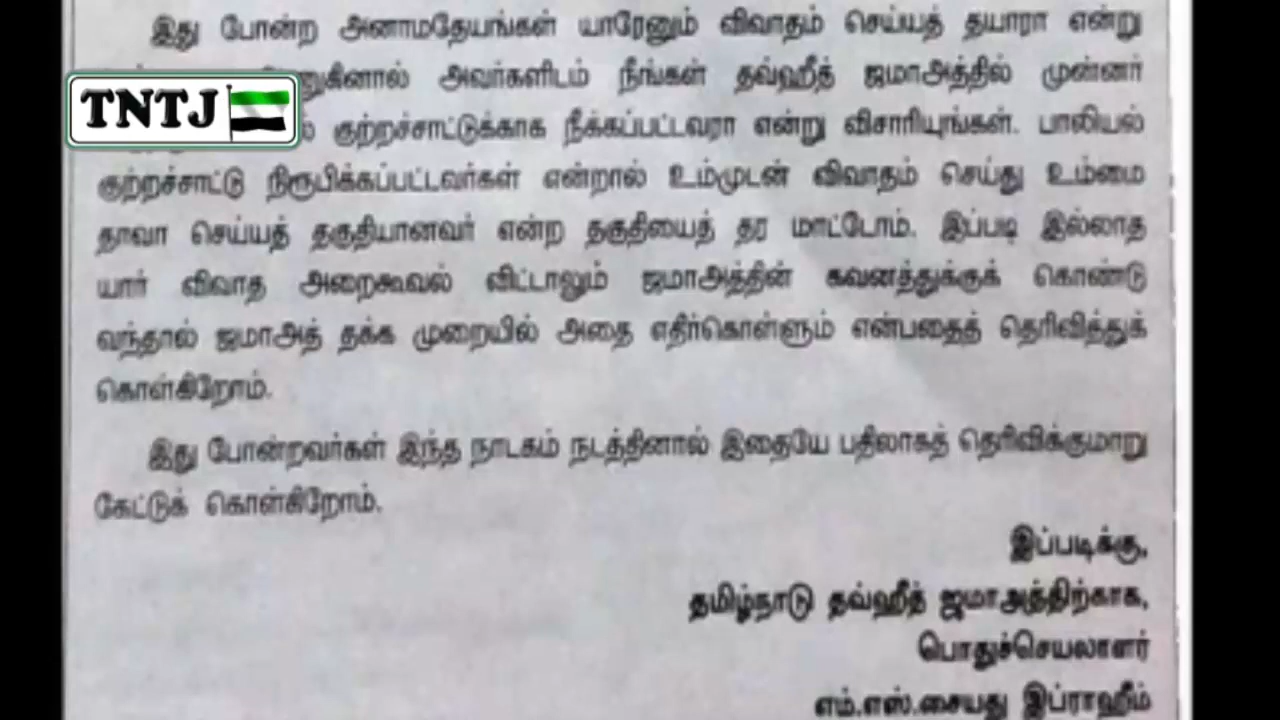 இது போன்ற அனாமதேயங்கள் யாரேனும் விவாதம் செய்யத் தயாரா என்று
அவர்களிடம் நீங்கள் தவ்ஹீத் ஜமாஅத்தில் முன்னர்
TNTJ
குற்றச்சாட்டுக்காக நீக்கப்பட்டவரா என்று விசாரியுங்கள். பாலியல்
குற்றச்சாட்டு நிரூபிக்கப்பட்டவர்கள் என்றால் உம்முடன் விவாதம் செய்து உம்மை
தாவா செய்யத் தகுதியானவர் என்ற தகுதியைத் தர மாட்டோம். இப்படி இல்லாத
யார் விவாத அறைகூவல் விட்டாலும் ஜமாஅத்தின் கவனத்துக்குக் கொண்டு
வந்தால் ஜமாஅத் தக்க முறையில் அதை எதிர்கொள்ளும் என்பதைத் தெரிவித்துக்
கொள்கிறோம்.
இது போன்றவர்கள் இந்த நாடகம் நடத்தினால் இதையே பதிலாகத் தெரிவிக்குமாறு
கேட்டுக் கொள்கிறோம்.
இப்படிக்கு,
தமிழ்நாடு தவ்ஹீத் ஜமாஅத்திற்காக,
பொதுச்செயலாளர்
எம்.எஸ்.சையது இப்ராஹீம்